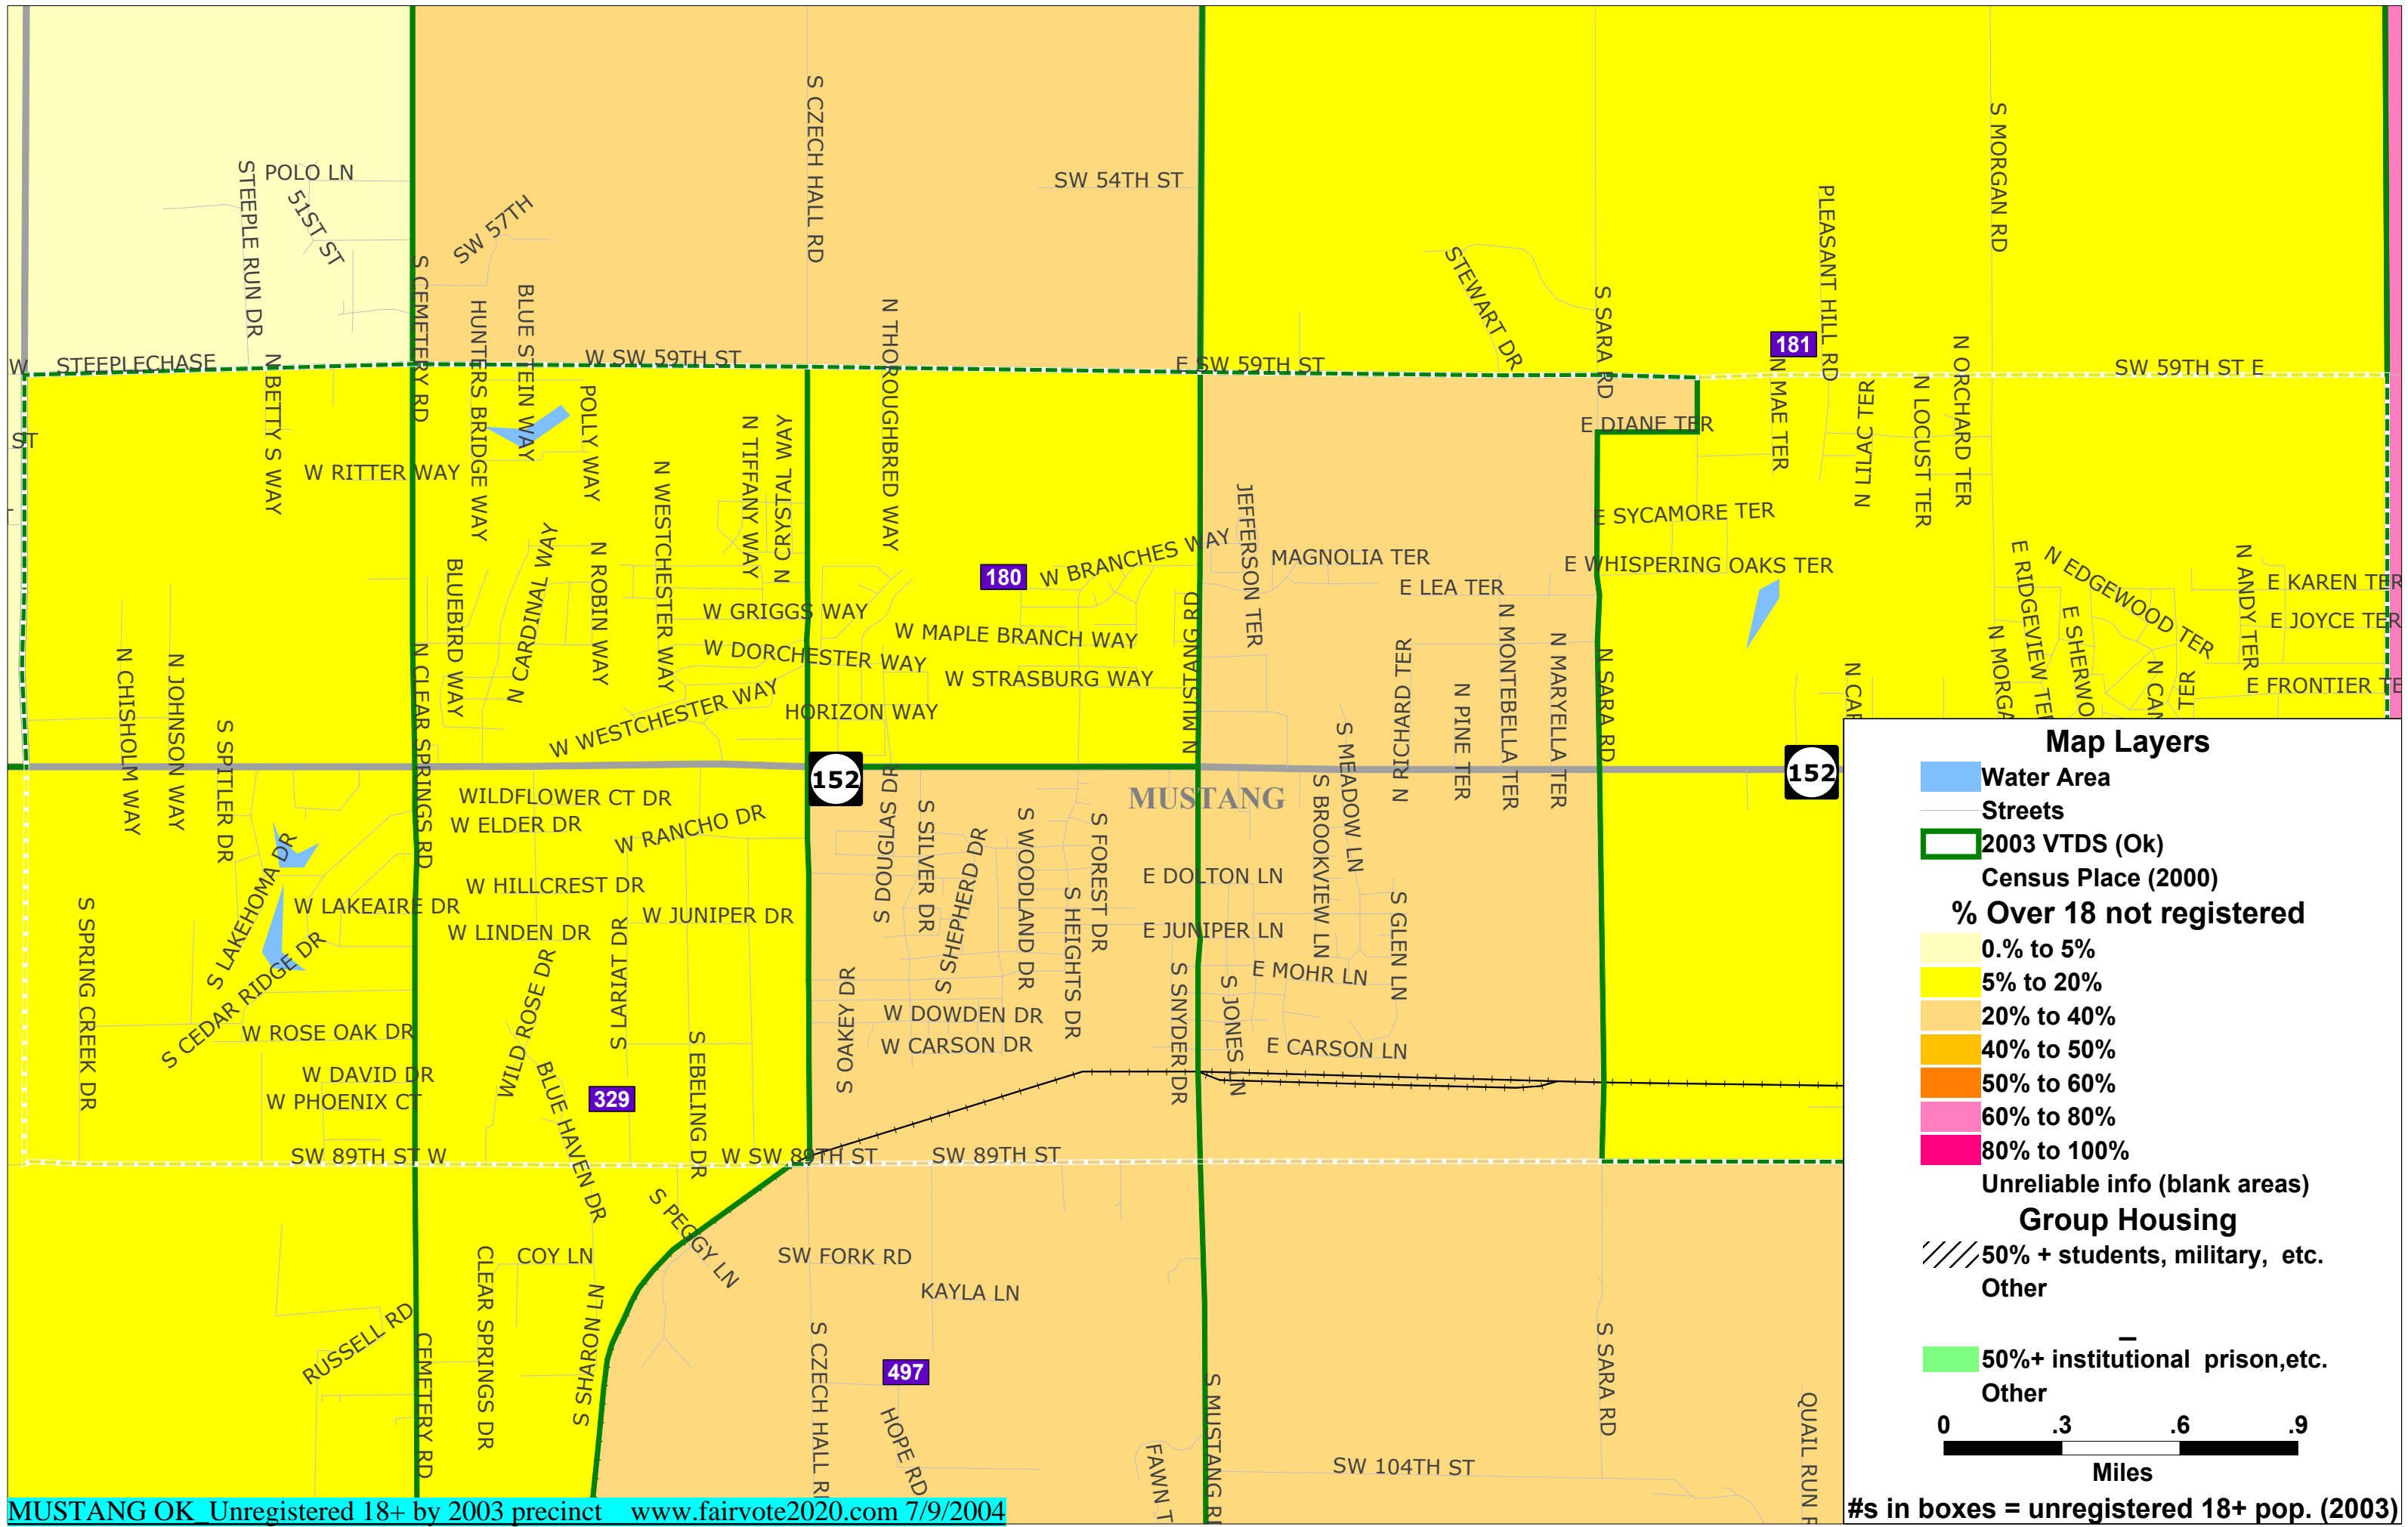 POLO LN
STEEPLE RUN DR
51ST ST
S CEMETERY RD
SW 57TH
S CZECH HALL RD
SW 54TH ST
S MORGAN RD
PLEASANT HILL RD
STEWART DR
S SARA RD
181
W STEEPLECHASE
ST
W SW 59TH ST
E SW 59TH ST
SW 59TH ST E
N BETTY S WAY
HUNTERS BRIDGE WAY
BLUE STEIN WAY
POLLY WAY
N THOROUGHBRED WAY
N MAE TER
N LILAC TER
N LOCUST TER
N ORCHARD TER
E DIANE TER
W RITTER WAY
N WESTCHESTER WAY
N TIFFANY WAY
N CRYSTAL WAY
JEFFERSON TER
E SYCAMORE TER
BLUEBIRD WAY
N CARDINAL WAY
N ROBIN WAY
180
W BRANCHES WAY
MAGNOLIA TER
E WHISPERING OAKS TER
E LEA TER
E RIDGEVIEW TE
N EDGEWOOD TER
N ANDY TER
E KAREN TER
E JOYCE TER
E FRONTIER TE
W GRIGGS WAY
W MAPLE BRANCH WAY
W DORCHESTER WAY
W STRASBURG WAY
N MUSTANG RD
HORIZON WAY
W WESTCHESTER WAY
N CHISHOLM WAY
N JOHNSON WAY
S SPITLER DR
N CLEAR SPRINGS RD
N RICHARD TER
N PINE TER
N MONTEBELLA TER
N MARYELLA TER
N SARA RD
N CAR
N MORGA
E SHERWO
N CAN
TER
152
152
MUSTANG
WILDFLOWER CT DR
W ELDER DR
W RANCHO DR
S DOUGLAS DR
S SILVER DR
S SHEPHERD DR
S WOODLAND DR
S FOREST DR
S HEIGHTS DR
S MEADOW LN
S BROOKVIEW LN
E DOLTON LN
E JUNIPER LN
S GLEN LN
S LAKEHOMA DR
W LAKEAIRE DR
W HILLCREST DR
W LINDEN DR
W JUNIPER DR
S CEDAR RIDGE DR
S SPRING CREEK DR
W ROSE OAK DR
WILD ROSE DR
S LARIAT DR
S OAKEY DR
W DOWDEN DR
W CARSON DR
S SNYDER DR
S JONES LN
E MOHR LN
E CARSON LN
W DAVID DR
W PHOENIX CT
BLUE HAVEN DR
329
S EBELING DR
SW 89TH ST W
W SW 89TH ST
SW 89TH ST
S PEGGY LN
COY LN
CLEAR SPRINGS DR
S SHARON LN
SW FORK RD
KAYLA LN
RUSSELL RD
CEMETERY RD
S CZECH HALL R
497
HOPE RD
FAWN T
S MUSTANG R
S SARA RD
SW 104TH ST
QUAIL RUN
Map Layers
Water Area
Streets
2003 VTDS (Ok)
Census Place (2000)
% Over 18 not registered
0.% to 5%
5% to 20%
20% to 40%
40% to 50%
50% to 60%
60% to 80%
80% to 100%
Unreliable info (blank areas)
Group Housing
50% + students, military, etc.
Other
50%+ institutional prison,etc.
Other
0 .3 .6 .9
Miles
#s in boxes = unregistered 18+ pop. (2003)
MUSTANG OK_Unregistered 18+ by 2003 precinct www.fairvote2020.com 7/9/2004